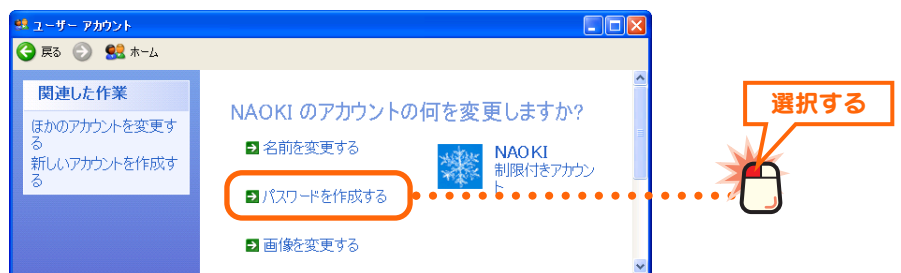 ユーザー アカウント
戻る ホーム
関連した作業
ほかのアカウントを変更す
る
新しいアカウントを作成す
る
NAOKI のアカウントの何を変更しますか?
名前を変更する
パスワードを作成する
画像を変更する
NAOKI
制限付きアカウン
ト
選択する